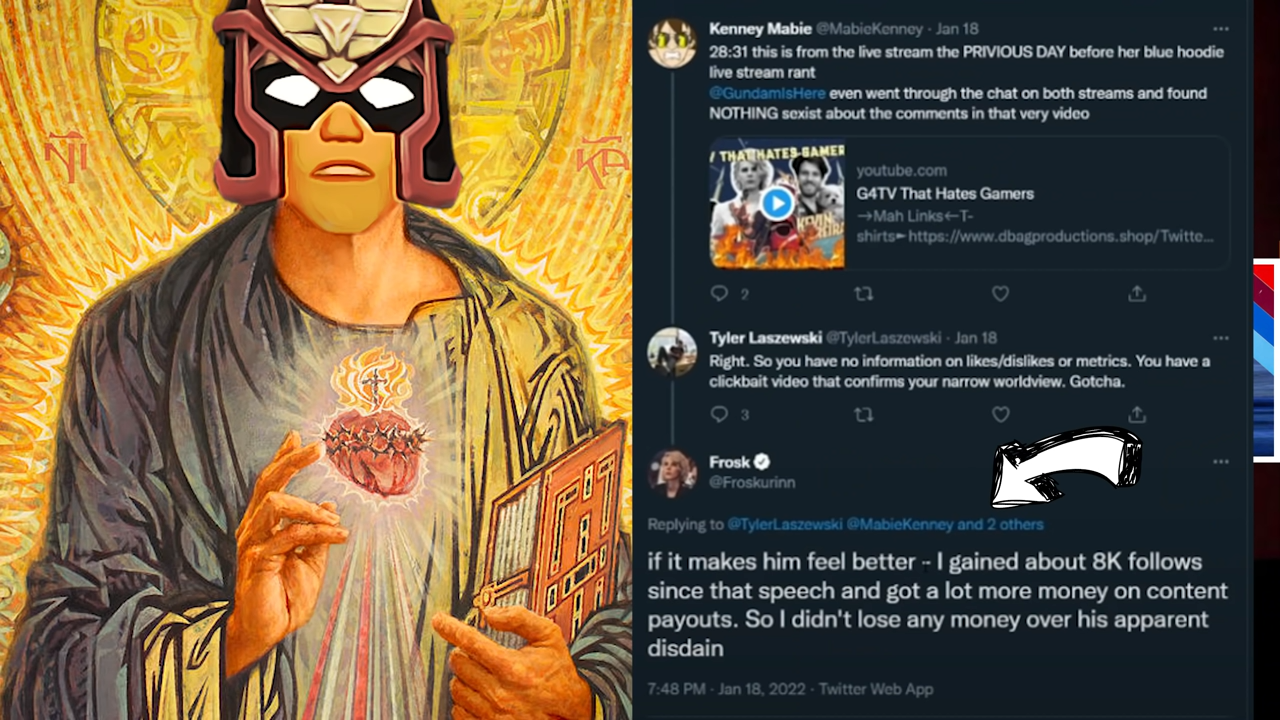 Kenney Mabie @MabieKenney · Jan 18
28:31 this is from the live stream the PRIVIOUS DAY before her blue hoodie
live stream rant
@GundamIsHere even went through the chat on both streams and found
NOTHING sexist about the comments in that very video
THAT HATES GAMER
KEVIN
youtube.com
G4TV That Hates Gamers
→Mah Links←T-
shirts►https://www.dbagproductions.shop/Twitte...
2
Tyler Laszewski @TylerLaszewski · Jan 18
Right. So you have no information on likes/dislikes or metrics. You have a
clickbait video that confirms your narrow worldview. Gotcha.
3
Frosk
@Froskurinn
Replying to @TylerLaszewski @MabieKenney and 2 others
if it makes him feel better -- I gained about 8K follows
since that speech and got a lot more money on content
payouts. So I didn't lose any money over his apparent
disdain
7:48 PM · Jan 18, 2022 · Twitter Web App